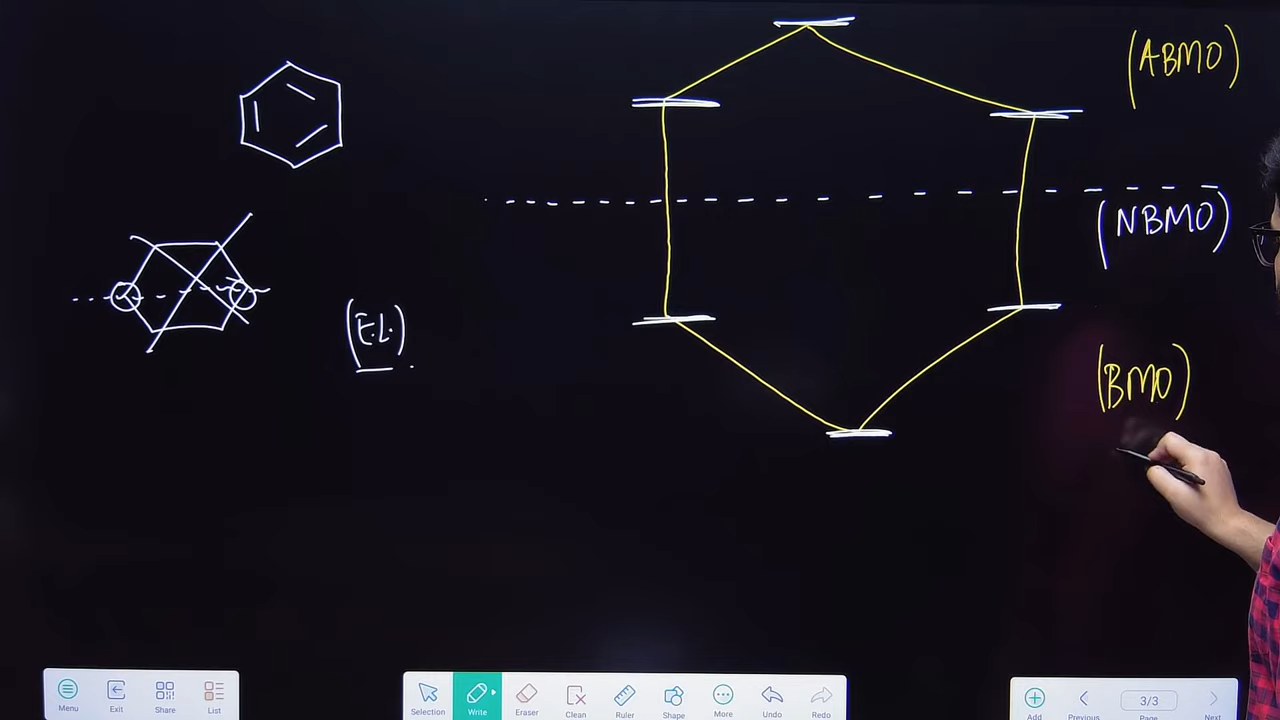 (ABMO)
(NBMO)
(E.L.).
(BMO)
Menu
Exit
Share
List
Selection
Write
Eraser
Clean
Ruler
Shape
More
Undo
Redo
Add
Previous
3/3
Page
Next